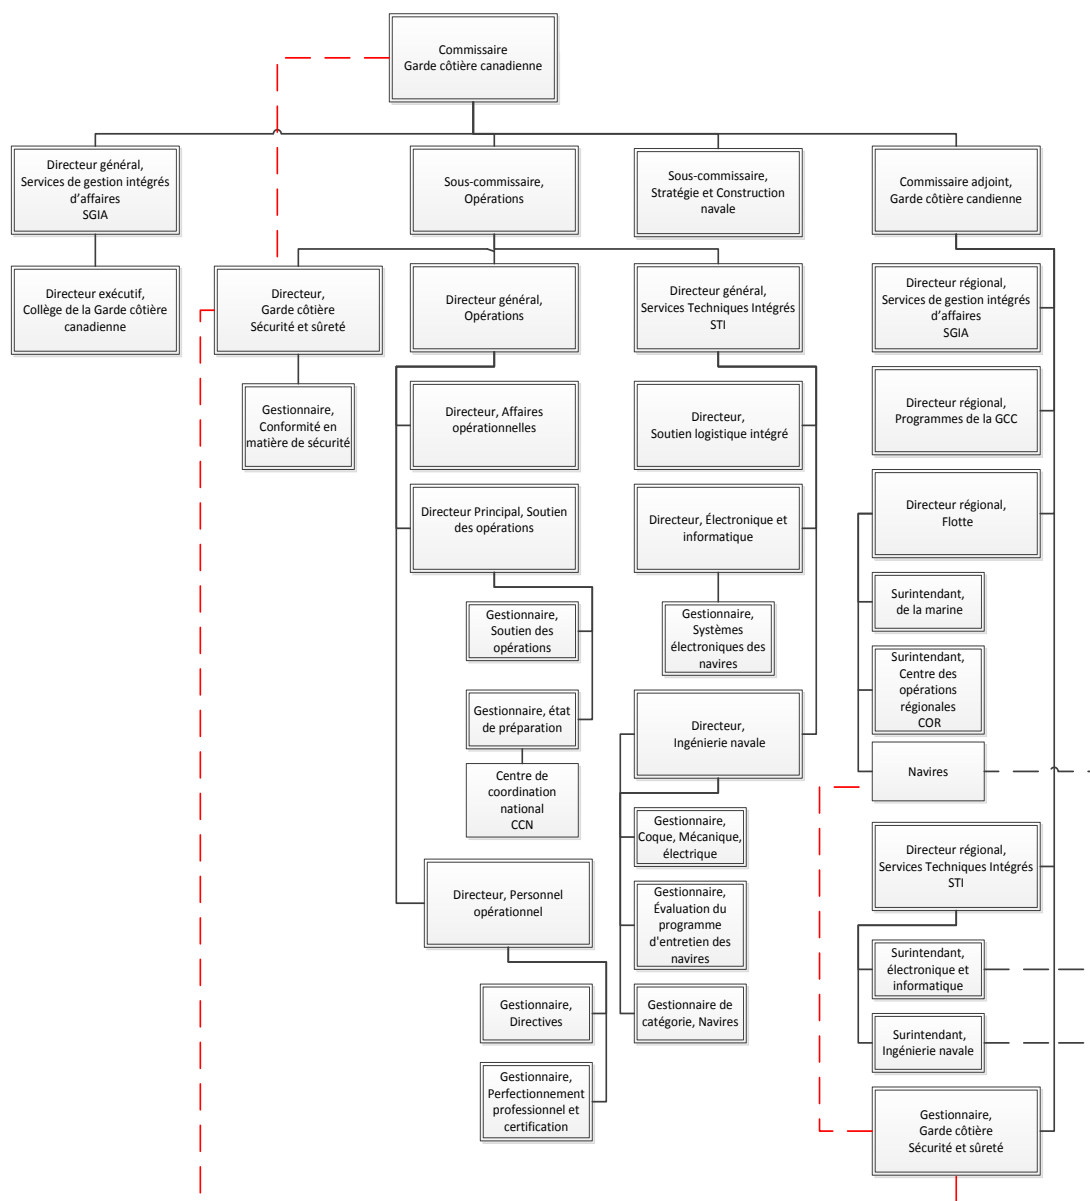 Commissaire
Garde côtière canadienne
Directeur général,
Services de gestion intégrés
d'affaires
SGIA
Sous-commissaire,
Opérations
Sous-commissaire,
Stratégie et Construction
navale
Commissaire adjoint,
Garde côtière candienne
Directeur exécutif,
Collège de la Garde côtière
canadienne
Directeur,
Garde côtière
Sécurité et sûreté
Gestionnaire,
Conformité en
matière de sécurité
Directeur général,
Opérations
Directeur, Affaires
opérationnelles
Directeur Principal, Soutien
des opérations
Gestionnaire,
Soutien des
opérations
Gestionnaire, état
de préparation
Centre de
coordination
national
CCN
Directeur, Personnel
opérationnel
Gestionnaire,
Directives
Gestionnaire,
Perfectionnement
professionnel et
certification
Directeur général,
Services Techniques Intégrés
STI
Directeur,
Soutien logistique intégré
Directeur, Électronique et
informatique
Gestionnaire,
Systèmes
électroniques des
navires
Directeur,
Ingénierie navale
Gestionnaire,
Coque, Mécanique,
électrique
Gestionnaire,
Évaluation du
programme
d'entretien des
navires
Gestionnaire de
catégorie, Navires
Directeur régional,
Services de gestion intégrés
d'affaires
SGIA
Directeur régional,
Programmes de la GCC
Directeur régional,
Flotte
Surintendant,
de la marine
Surintendant,
Centre des
opérations
régionales
COR
Navires
Directeur régional,
Services Techniques Intégrés
STI
Surintendant,
électronique et
informatique
Surintendant,
Ingénierie navale
Gestionnaire,
Garde côtière
Sécurité et sûreté